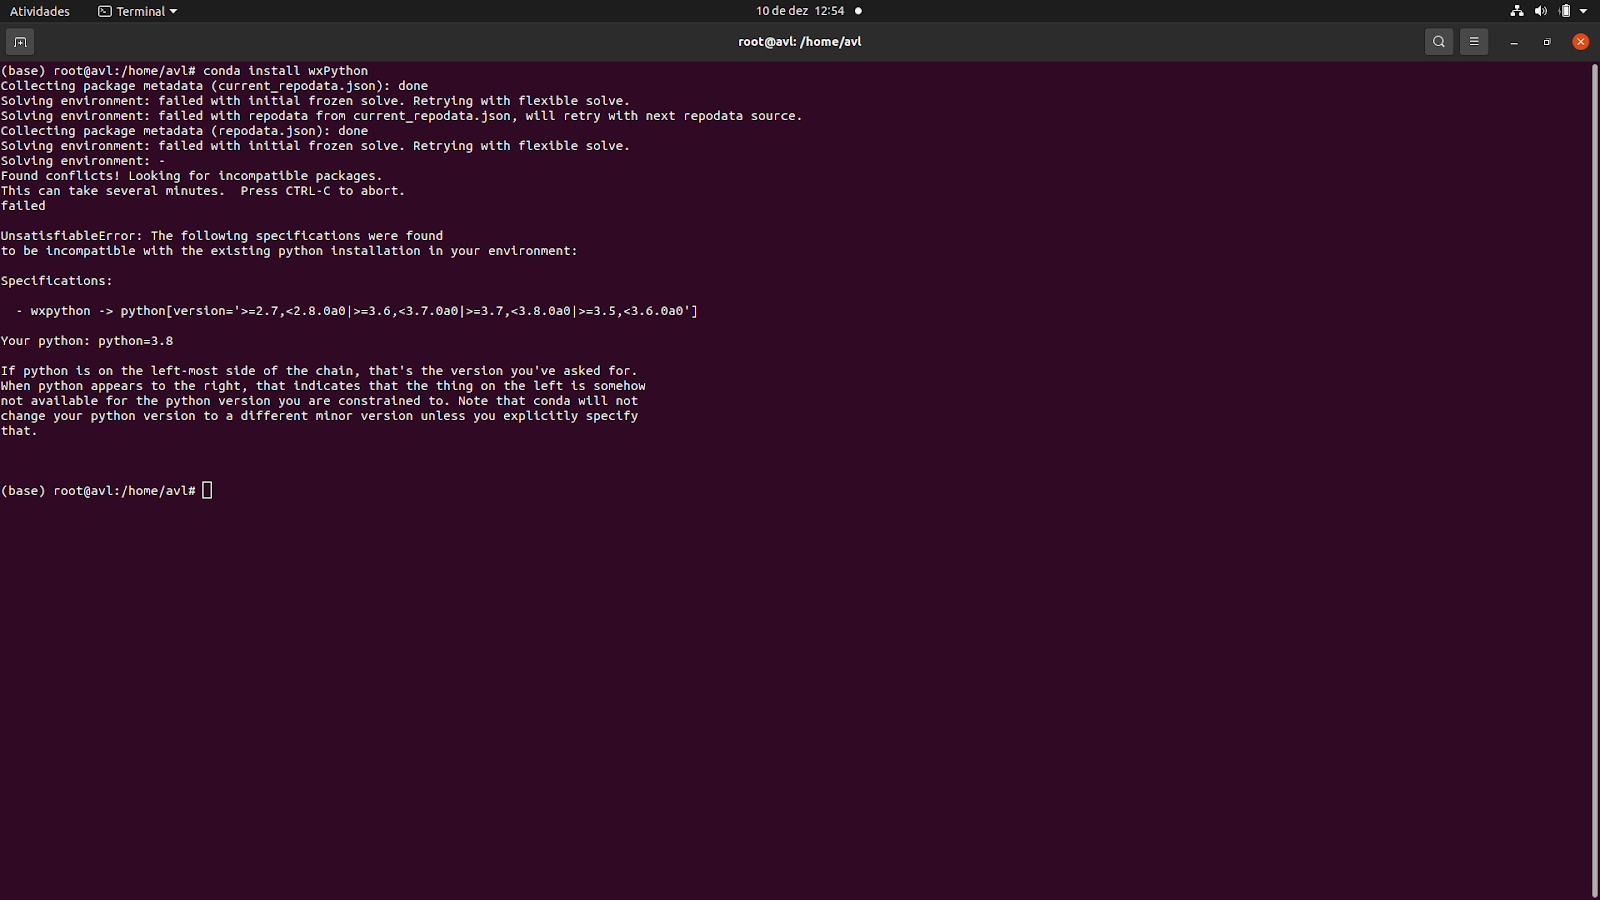 Atividades
Terminal
10 de dez 12:54
root@avl: /home/avl
(base) root@avl:/home/avl# conda install wxPython
Collecting package metadata (current_repodata.json): done
Solving environment: failed with initial frozen solve. Retrying with flexible solve.
Solving environment: failed with repodata from current_repodata.json, will retry with next repodata source.
Collecting package metadata (repodata.json): done
Solving environment: failed with initial frozen solve. Retrying with flexible solve.
Solving environment: -
Found conflicts! Looking for incompatible packages.
This can take several minutes.  Press CTRL-C to abort.
failed
UnsatisfiableError: The following specifications were found
to be incompatible with the existing python installation in your environment:
Specifications:
  - wxpython -> python[version='>=2.7,<2.8.0a0|>=3.6,<3.7.0a0|>=3.7,<3.8.0a0|>=3.5,<3.6.0a0']
Your python: python=3.8
If python is on the left-most side of the chain, that's the version you've asked for.
When python appears to the right, that indicates that the thing on the left is somehow
not available for the python version you are constrained to. Note that conda will not
change your python version to a different minor version unless you explicitly specify
that.
(base) root@avl:/home/avl#